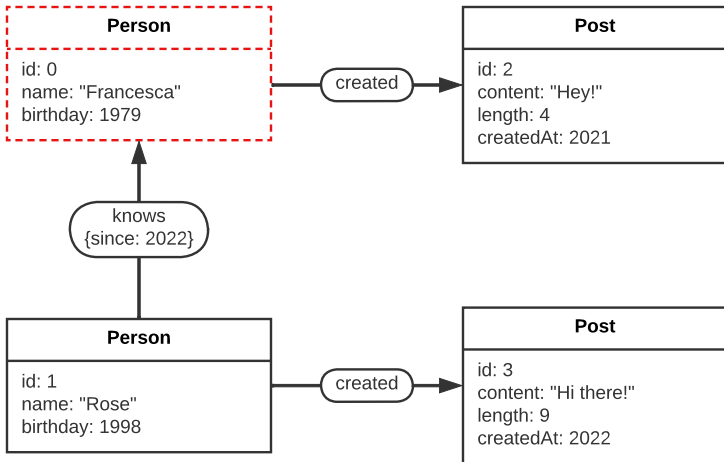 Person
id: 0
name: "Francesca"
birthday: 1979
created
Post
id: 2
content: "Hey!"
length: 4
createdAt: 2021
knows
{since: 2022}
Person
id: 1
name: "Rose"
birthday: 1998
created
Post
id: 3
content: "Hi there!"
length: 9
createdAt: 2022